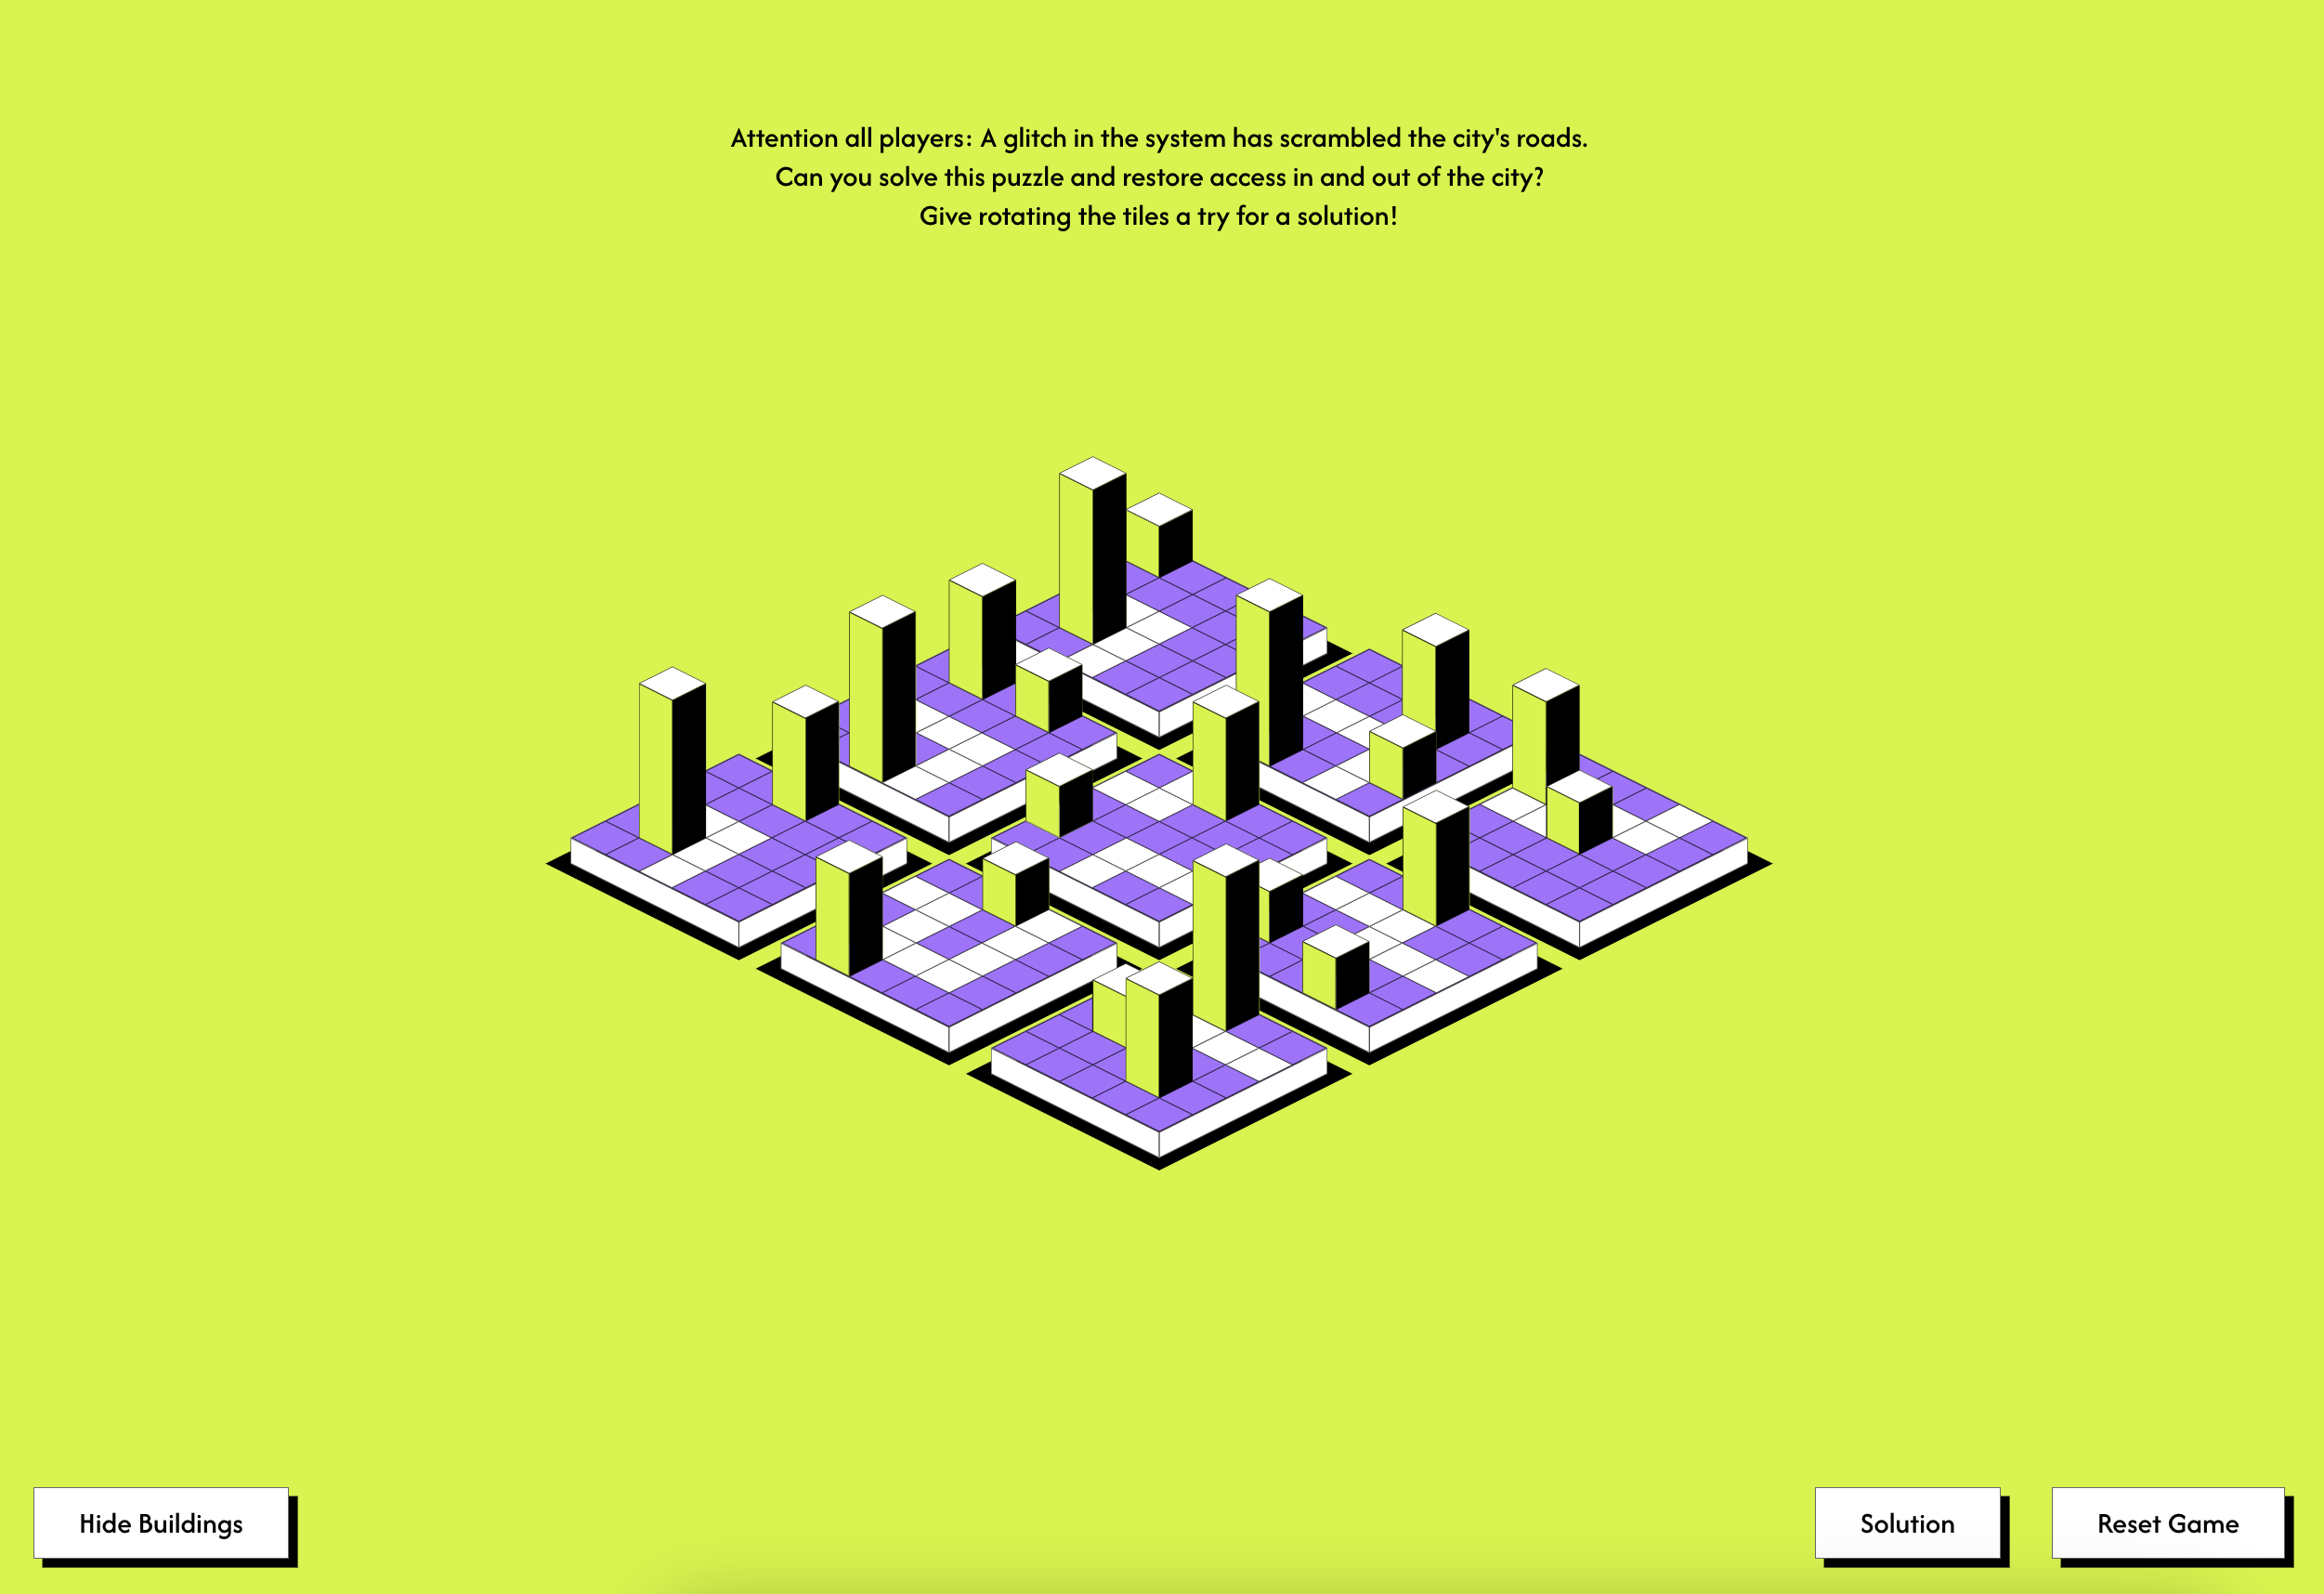 Attention all players: A glitch in the system has scrambled the city's roads.
Can you solve this puzzle and restore access in and out of the city?
Give rotating the tiles a try for a solution!
Hide Buildings
Solution
Reset Game